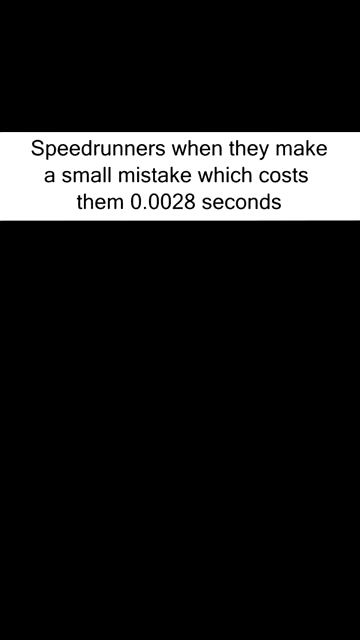 Speedrunners when they make
a small mistake which costs
them 0.0028 seconds